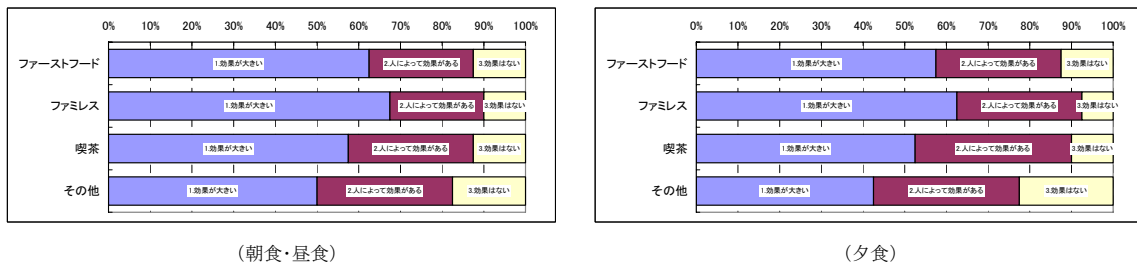 0% 10% 20% 30% 40% 50% 60% 70% 80% 90% 100%
ファーストフード 1.効果が大きい 2.人によって効果がある 3.効果はない
ファミレス 1.効果が大きい 2.人によって効果がある 3.効果はない
喫茶 1.効果が大きい 2.人によって効果がある 3.効果はない
その他 1.効果が大きい 2.人によって効果がある 3.効果はない
(朝食・昼食)
0% 10% 20% 30% 40% 50% 60% 70% 80% 90% 100%
ファーストフード 1.効果が大きい 2.人によって効果がある 3.効果はない
ファミレス 1.効果が大きい 2.人によって効果がある 3.効果はない
喫茶 1.効果が大きい 2.人によって効果がある 3.効果はない
その他 1.効果が大きい 2.人によって効果がある 3.効果はない
(夕食)